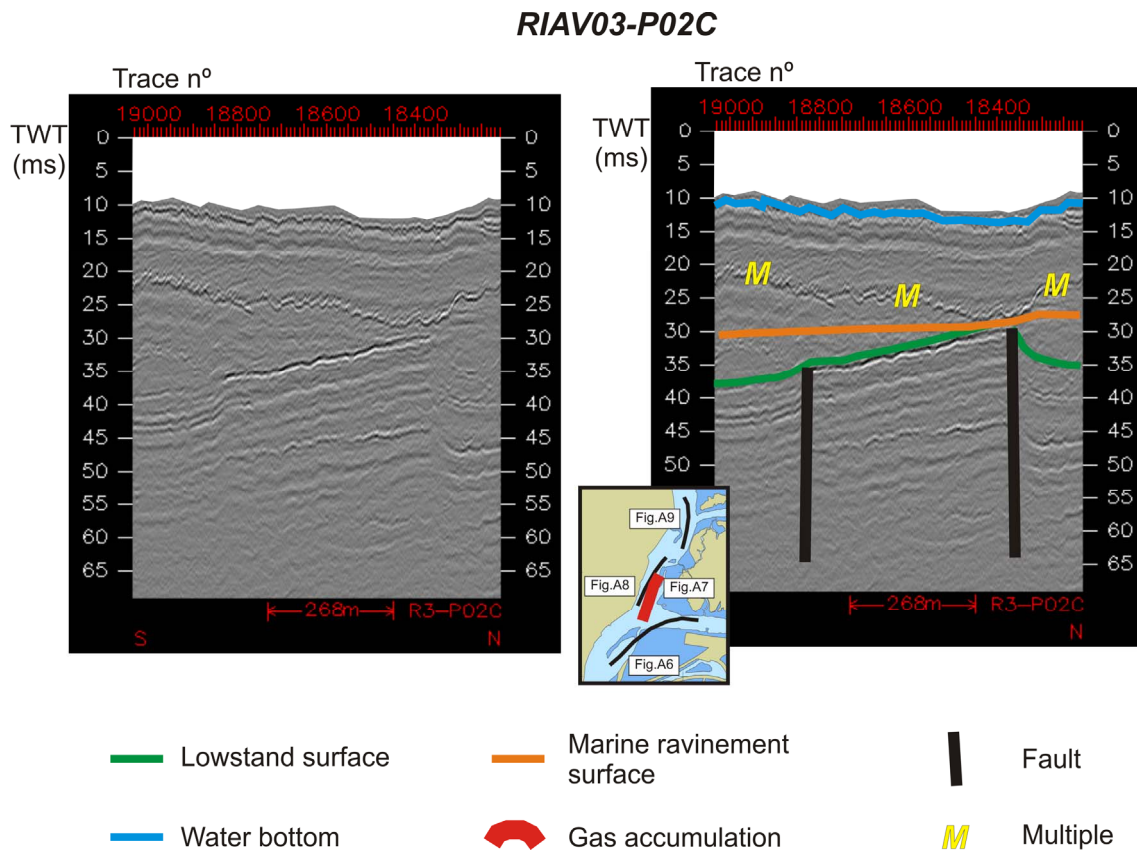 RIAV03-P02C
Trace nº
19000 18800 18600 18400
TWT
(ms)
0 0
5 5
10 10
15 15
20 20
25 25
30 30
35 35
40 40
45 45
50 50
55 55
60 60
65 65
268m R3-P02C
S N
Trace nº
19000 18800 18600 18400
TWT
(ms)
0 0
5 5
10 10
15 15
20 20
25 25
30 30
35 35
40 40
45 45
50 50
55 55
60 60
65 65
M M M
268m R3-P02C
N
Fig.A9
Fig.A8 Fig.A7
Fig.A6
Lowstand surface
Marine ravinement
surface
Fault
Water bottom
Gas accumulation
M Multiple